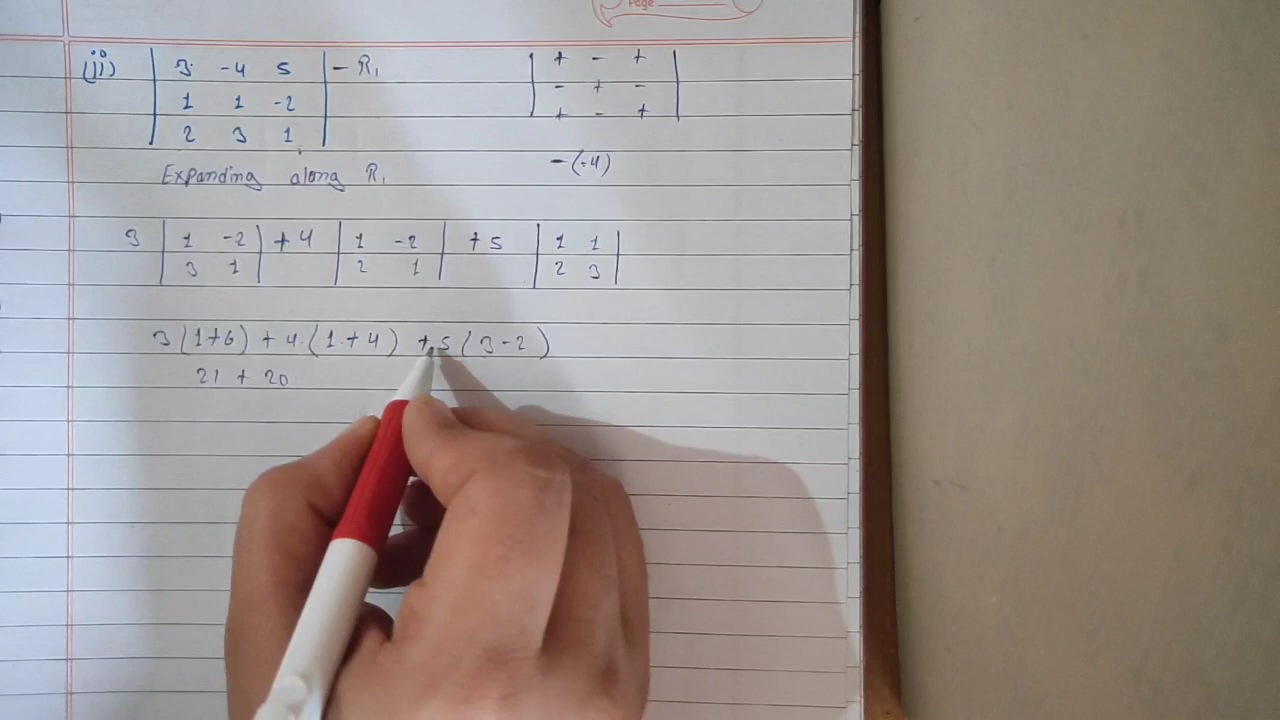 Page
(ii) | 3 -4 5 | - R₁
| 1 1 -2 |
| 2 3 1 |
| + - + |
| - + - |
| + - + |
Expanding along R₁
-(-4)
3 | 1 -2 | + 4 | 1 -2 | + 5 | 1 1 |
| 3 1 | | 2 1 | | 2 3 |
3(1+6) + 4.(1+4) +5(3-2)
21 + 20